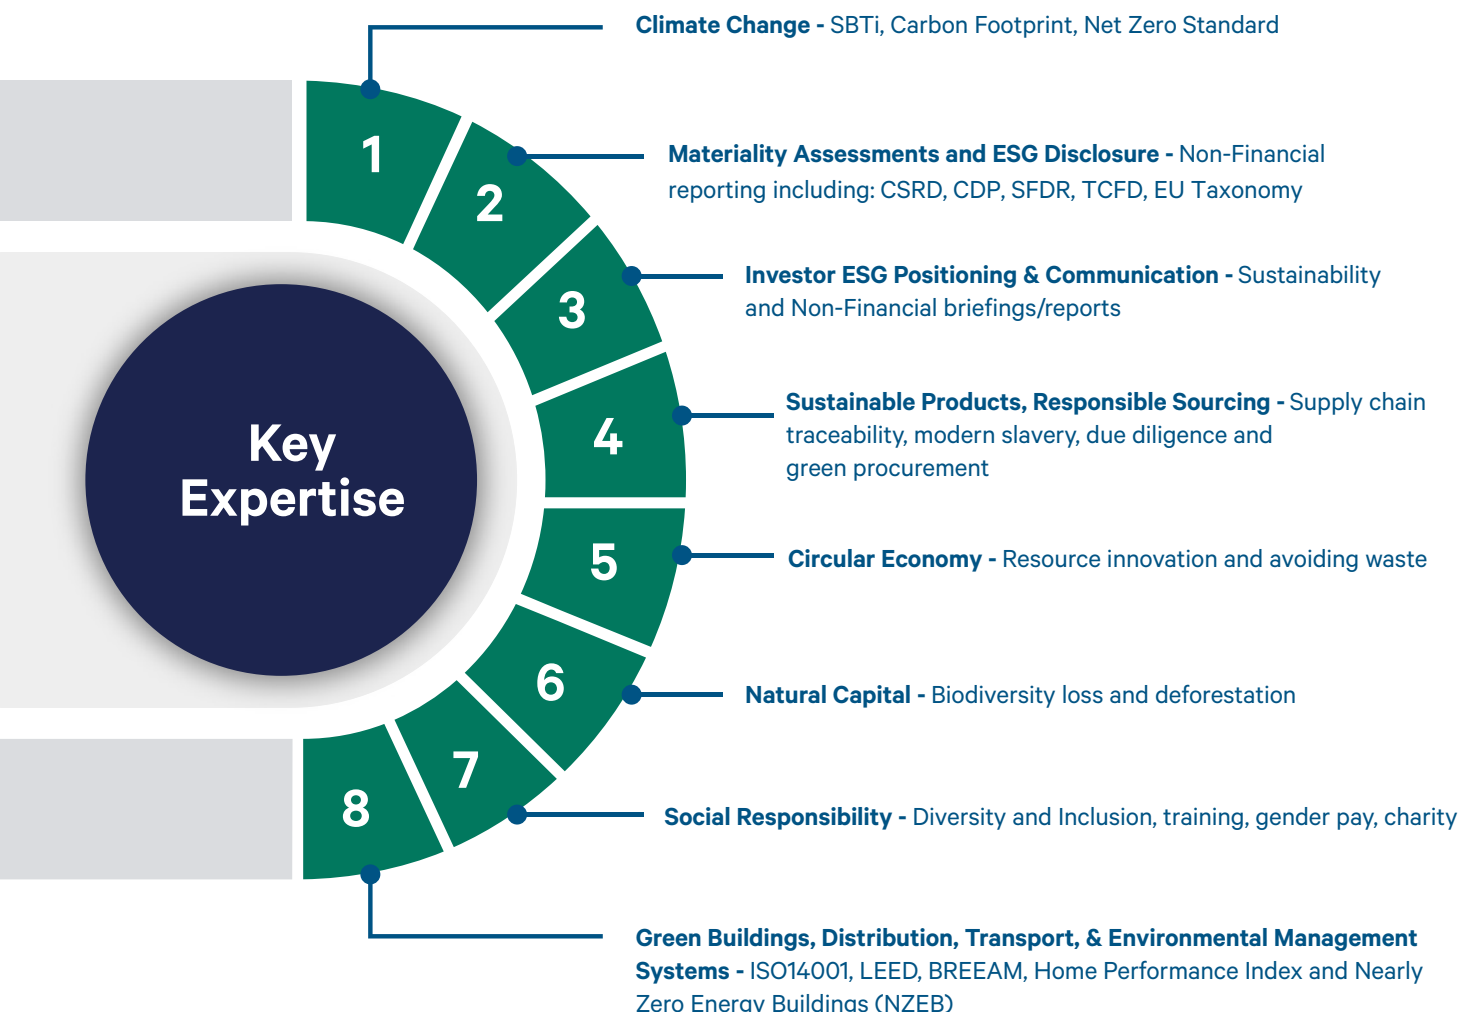 Climate Change - SBTi, Carbon Footprint, Net Zero Standard
1
Materiality Assessments and ESG Disclosure - Non-Financial
reporting including: CSRD, CDP, SFDR, TCFD, EU Taxonomy
2
Investor ESG Positioning & Communication - Sustainability
and Non-Financial briefings/reports
3
Sustainable Products, Responsible Sourcing - Supply chain
traceability, modern slavery, due diligence and
green procurement
4
Key
Expertise
Circular Economy - Resource innovation and avoiding waste
5
Natural Capital - Biodiversity loss and deforestation
6
Social Responsibility - Diversity and Inclusion, training, gender pay, charity
7
8
Green Buildings, Distribution, Transport, & Environmental Management
Systems - ISO14001, LEED, BREEAM, Home Performance Index and Nearly
Zero Energy Buildings (NZEB)